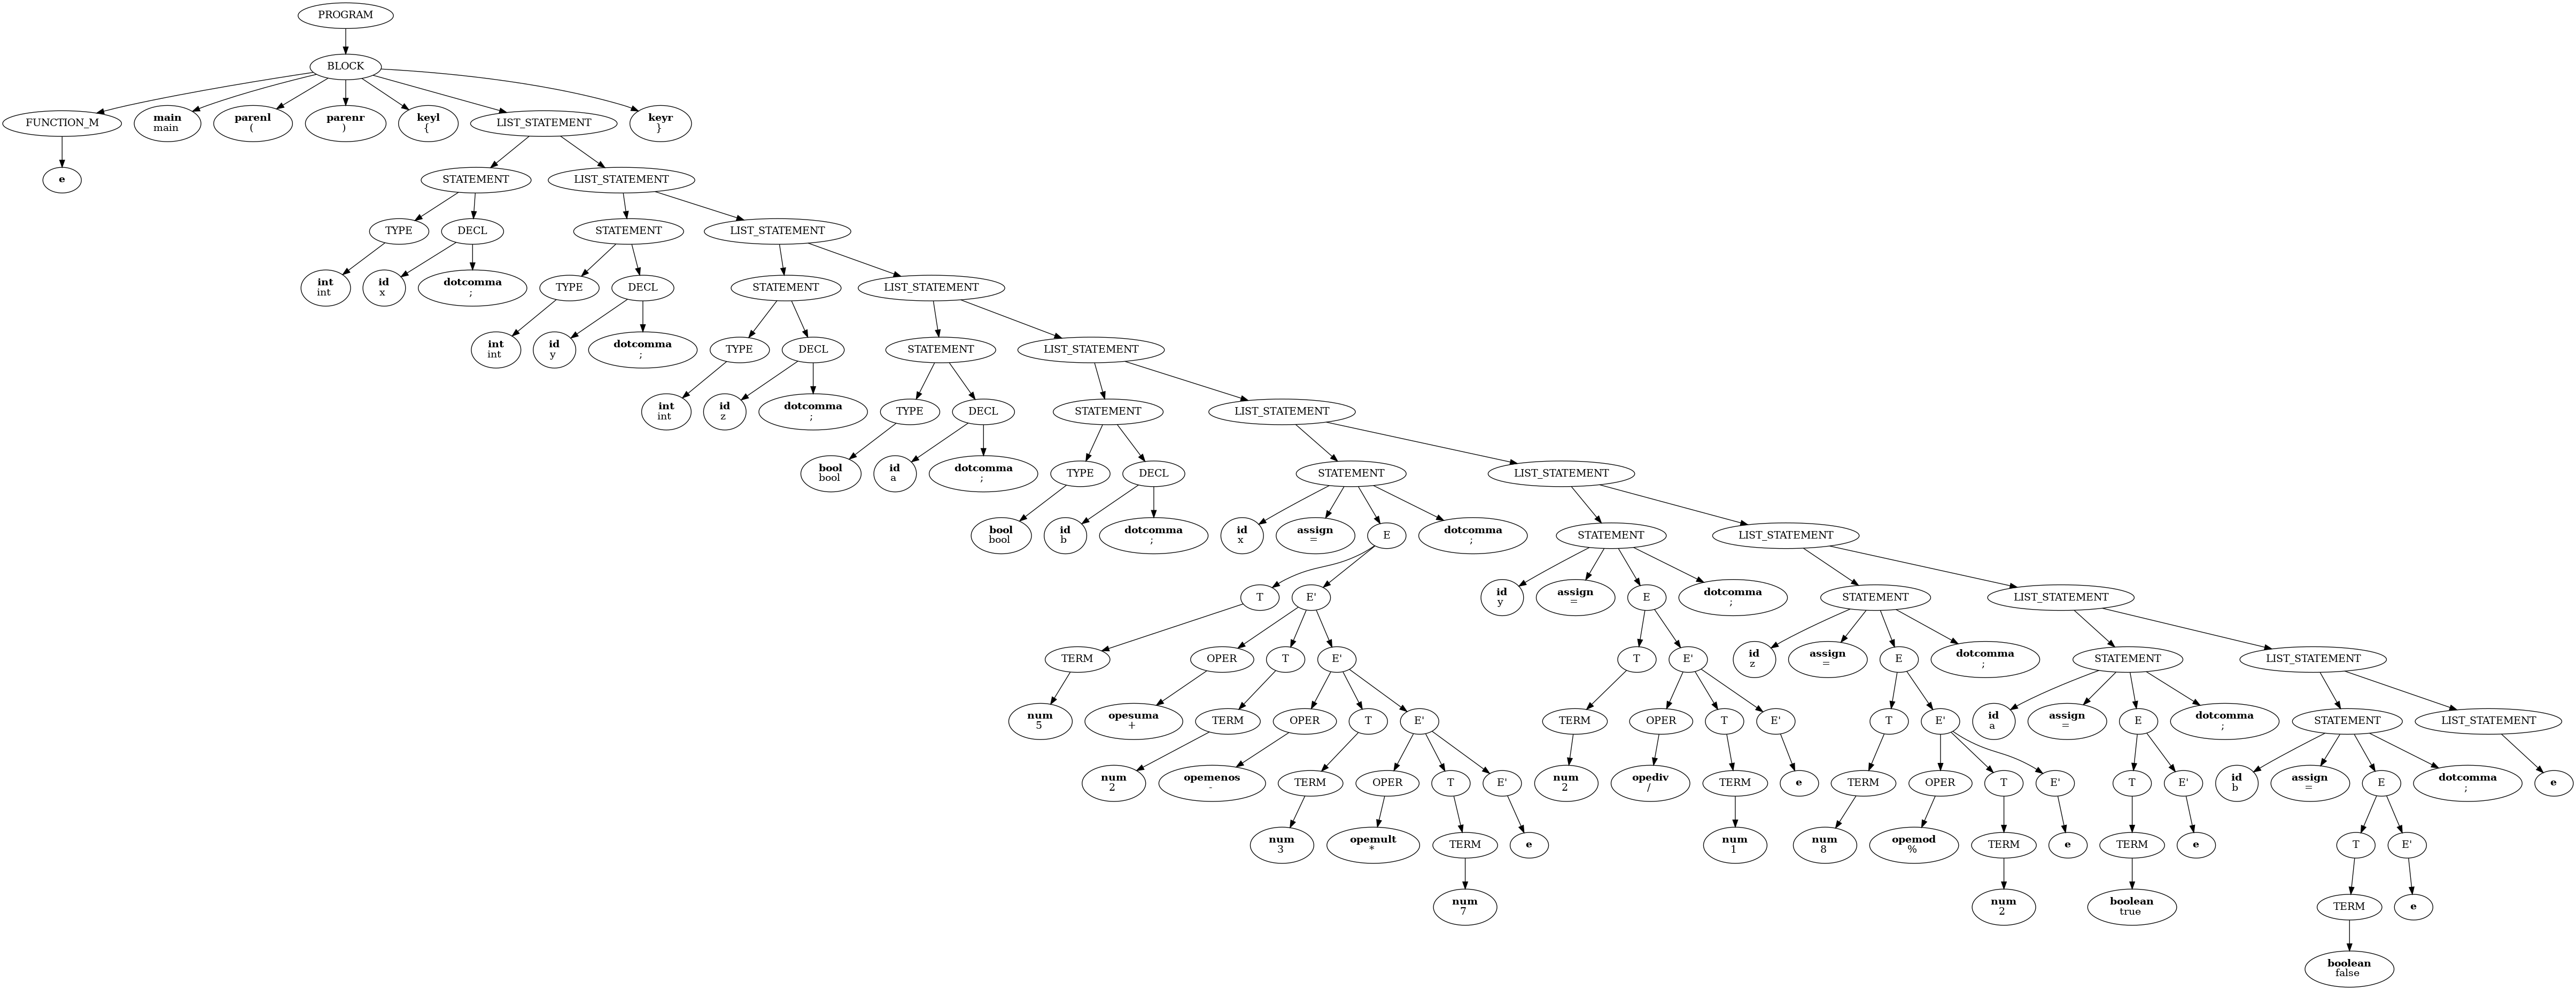 PROGRAM
BLOCK
FUNCTION_M
main
main
parenl
(
parenr
)
keyl
{
LIST_STATEMENT
keyr
}
e
STATEMENT
LIST_STATEMENT
TYPE
DECL
STATEMENT
LIST_STATEMENT
int
int
id
x
dotcomma
;
TYPE
DECL
STATEMENT
LIST_STATEMENT
int
int
id
y
dotcomma
;
TYPE
DECL
STATEMENT
LIST_STATEMENT
int
int
id
z
dotcomma
;
TYPE
DECL
STATEMENT
LIST_STATEMENT
bool
bool
id
a
dotcomma
;
TYPE
DECL
STATEMENT
LIST_STATEMENT
bool
bool
id
b
dotcomma
;
id
x
assign
=
E
dotcomma
;
STATEMENT
LIST_STATEMENT
T
E'
id
y
assign
=
E
dotcomma
;
STATEMENT
LIST_STATEMENT
TERM
OPER
T
E'
T
E'
id
z
assign
=
E
dotcomma
;
STATEMENT
LIST_STATEMENT
num
5
opesuma
+
TERM
OPER
T
E'
TERM
OPER
T
E'
T
E'
id
a
assign
=
E
dotcomma
;
STATEMENT
LIST_STATEMENT
num
2
opemenos
-
TERM
OPER
T
E'
num
2
opediv
/
TERM
e
TERM
OPER
T
E'
T
E'
id
b
assign
=
E
dotcomma
;
e
num
3
opemult
*
TERM
e
num
1
num
8
opemod
%
TERM
e
TERM
e
T
E'
num
7
num
2
boolean
true
TERM
e
boolean
false